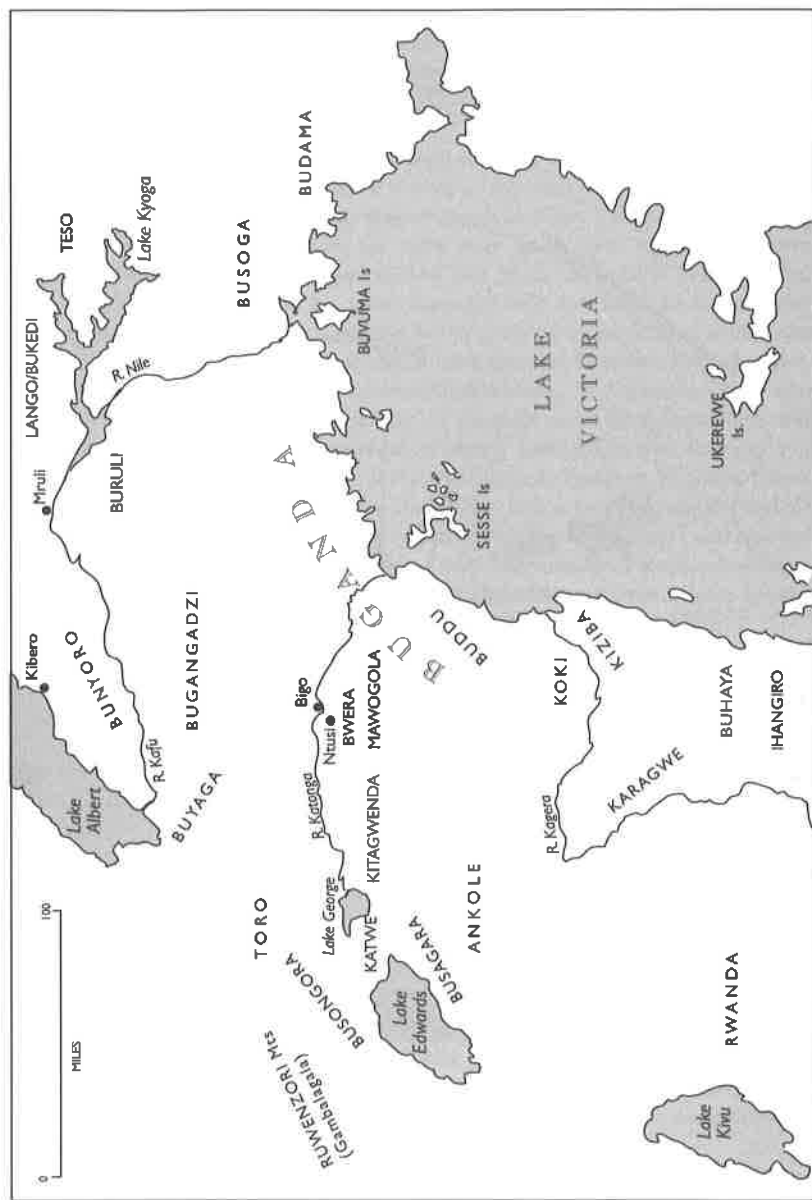 0
MILES
100
Lake
Albert
Kibero
BUNYORO
R. Kafu
BUYAGA
Mruli
LANGO/BUKEDI
TESO
Lake Kyoga
BURULI
R. Nile
BUGANGADZI
BUSOGA
BUDAMA
BUVUMA Is
BUGANDA
TORO
R. Katonga
Bigo
Ntusi
BWERA
MAWOGOLA
Lake George
KITAGWENDA
KATWE
BUSONGORA
RUWENZORI Mts
(Gambalagala)
Lake
Edwards
BUSAGARA
ANKOLE
BUDDU
SESSE Is
LAKE
VICTORIA
KOKI
KIZIBA
R. Kagera
KARAGWE
BUHAYA
IHANGIRO
UKEREWE
Is.
RWANDA
Lake
Kivu